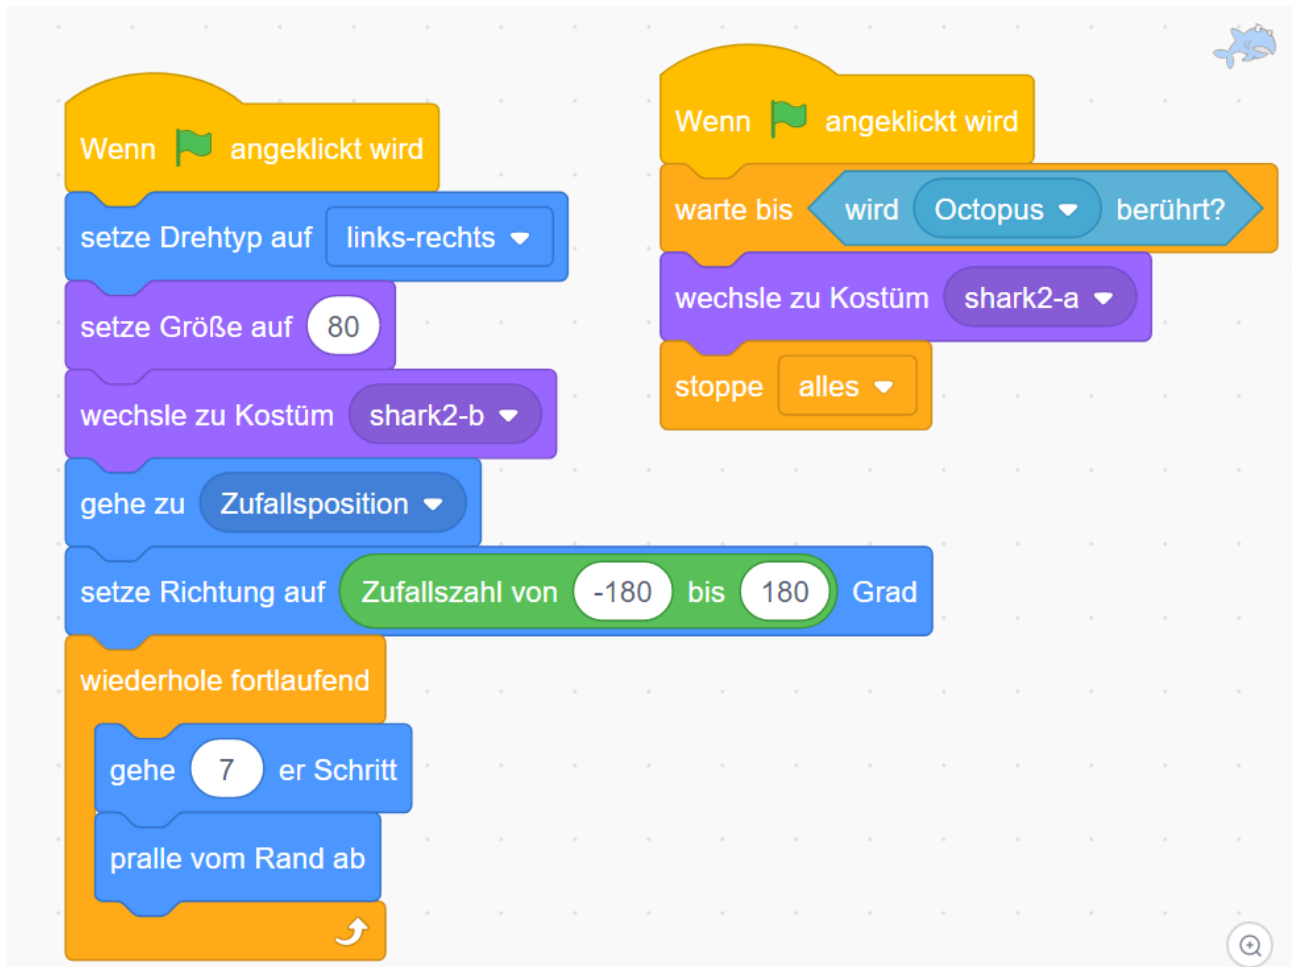 Wenn angeklickt wird
setze Drehtyp auf links-rechts
setze Größe auf 80
wechsle zu Kostüm shark2-b
gehe zu Zufallsposition
setze Richtung auf Zufallszahl von -180 bis 180 Grad
wiederhole fortlaufend
gehe 7 er Schritt
pralle vom Rand ab
Wenn angeklickt wird
warte bis wird Octopus berührt?
wechsle zu Kostüm shark2-a
stoppe alles